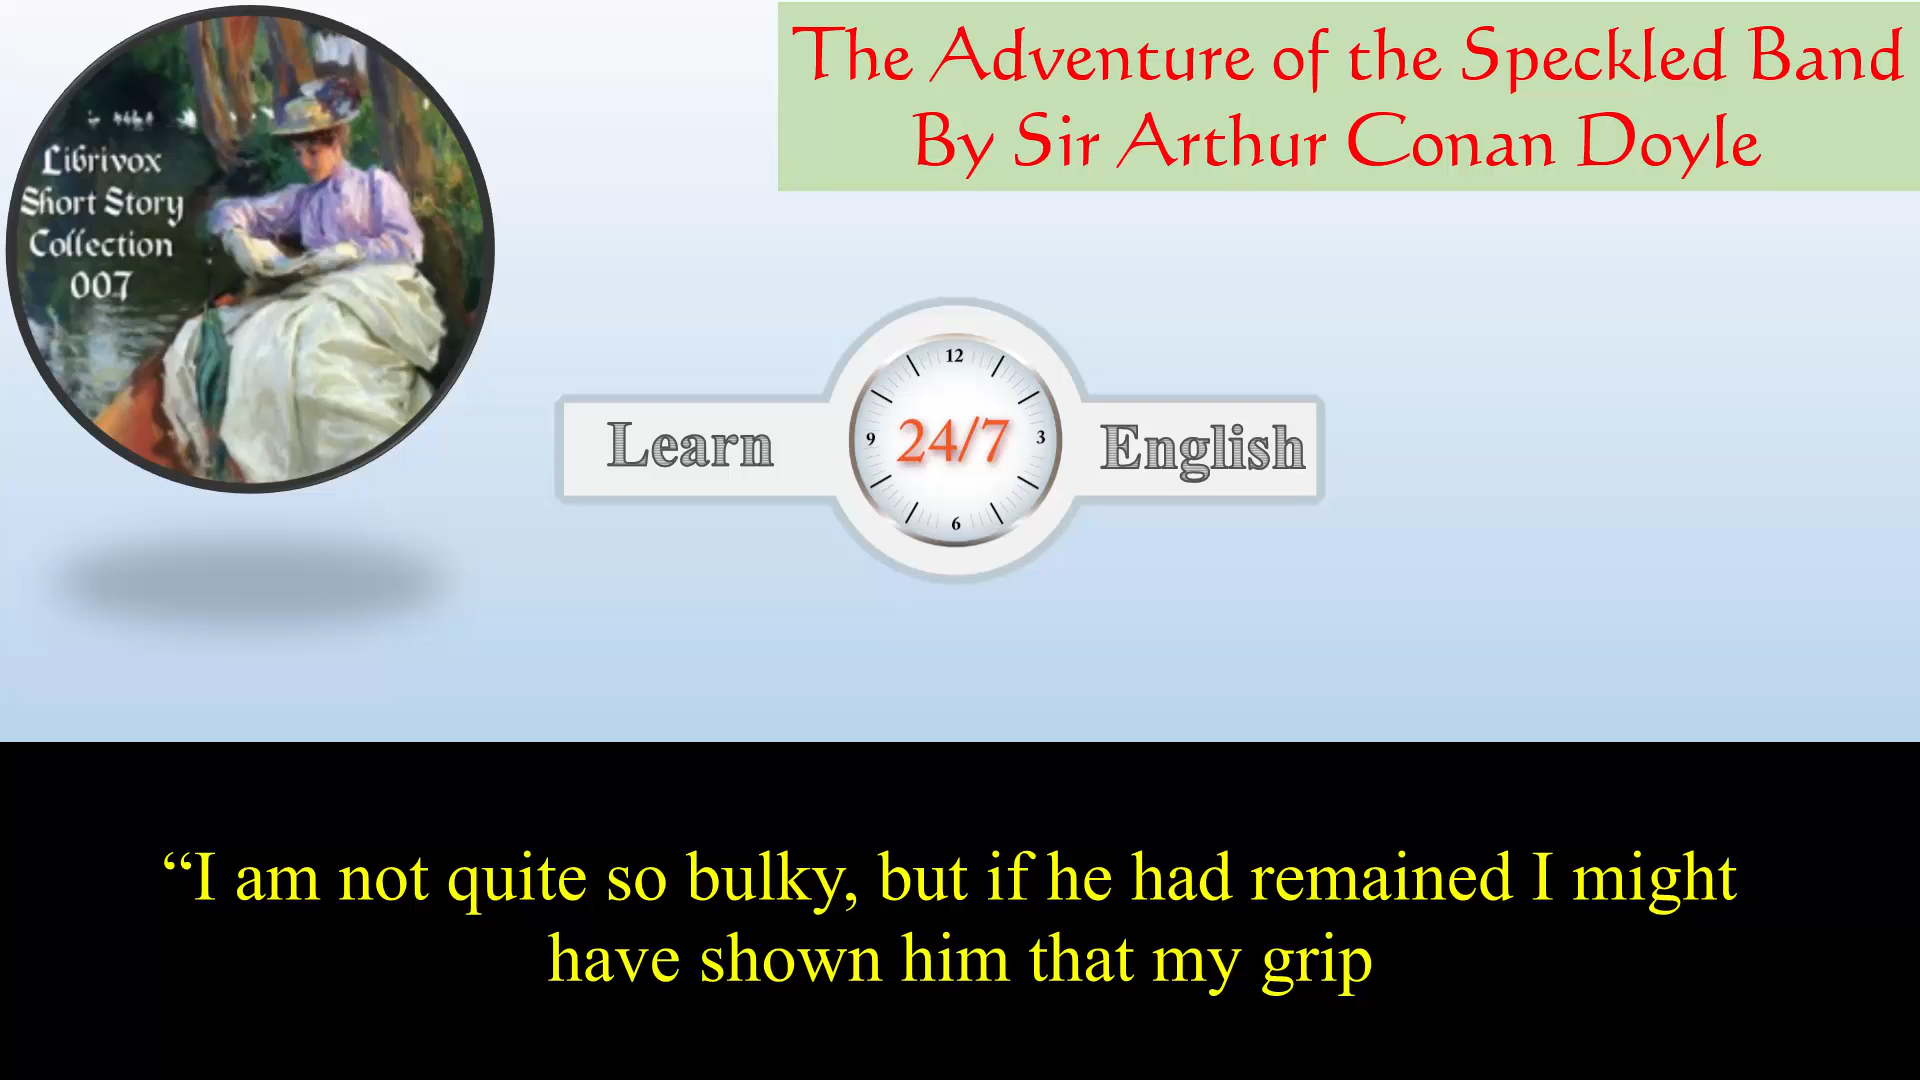 Librivox
Short Story
Collection
007
The Adventure of the Speckled Band
By Sir Arthur Conan Doyle
12
9
3
6
Learn
24/7
English
“I am not quite so bulky, but if he had remained I might
have shown him that my grip